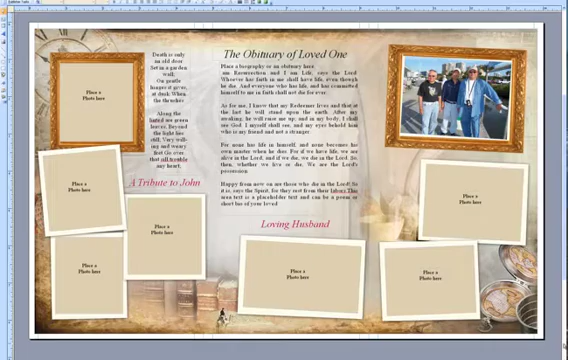 Place a
Photo here
Death is only
an old door
Set in a garden
wall;
On gentle
hinges it gives,
at dusk When
the thrushes
Along the
lintel are green
leaves; Beyond
the light lies
still; Very will-
ing and weary
feet Go over
that sill trouble
any heart.
Place a
Photo here
A Tribute to John
Place a
Photo here
Place a
Photo here
The Obituary of Loved One
Place a biography or an obituary here
am Resurrection and I am Life, says the Lord.
Whoever has faith in me shall have life, even though
he die. And everyone who has life, and has committed
himself to me in faith shall not die for ever.
As for me, I know that my Redeemer lives and that at
the last he will stand upon the earth. After my
awaking, he will raise me up; and in my body, I shall
see God. I myself shall see, and my eyes behold him
who is my friend and not a stranger.
For none has life in himself, and none becomes his
own master when he dies. For if we have life, we are
alive in the Lord, and if we die, we die in the Lord. So,
then, whether we live or die, We are the Lord's
possession
Happy from now on are those who die in the Lord! So
it is, says the Spirit, for they rest from their labors This
text is a placeholder text and can be a poem or
short bio of your loved
Loving Husband
Place a
Photo here
Place a
Photo here
Place a
Photo here